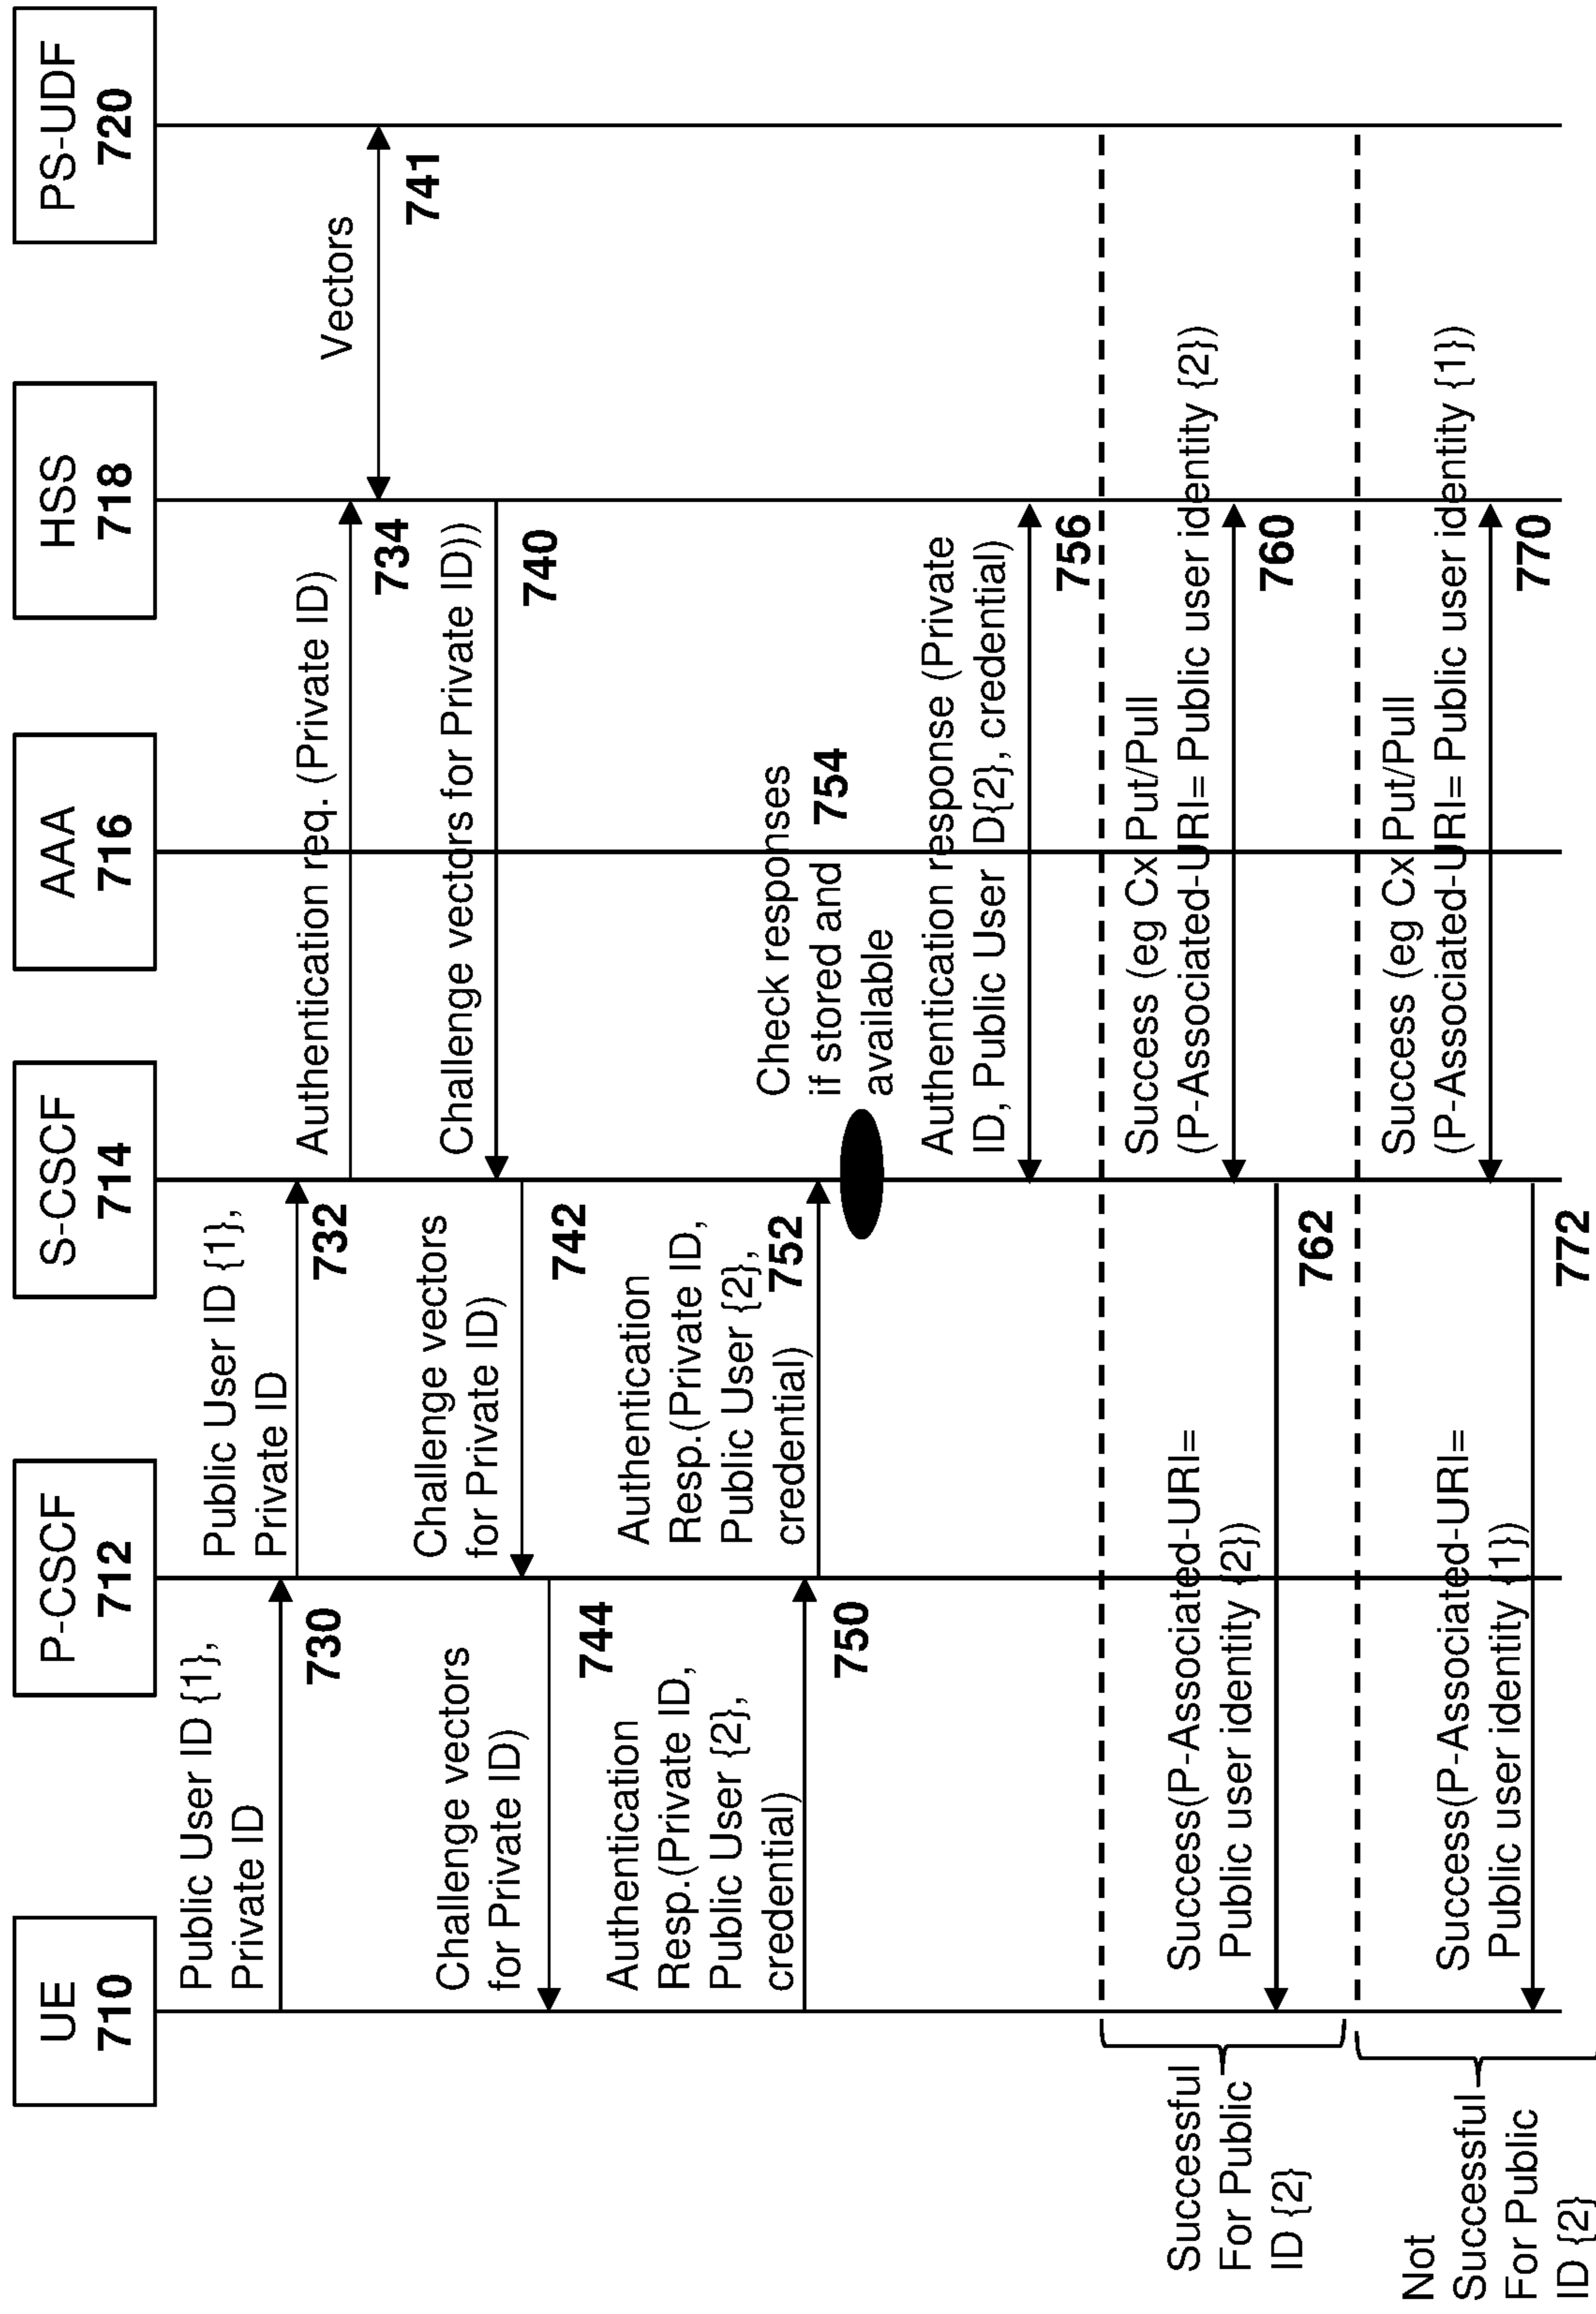 UE
710
P-CSCF
712
S-CSCF
714
AAA
716
HSS
718
PS-UDF
720
Public User ID {1},
Private ID
730
Public User ID {1},
Private ID
732
Authentication req. (Private ID)
734
Vectors
741
Challenge vectors for Private ID))
740
Challenge vectors
for Private ID)
742
Challenge vectors
for Private ID)
744
Authentication
Resp.(Private ID,
Public User {2},
credential)
750
Authentication
Resp.(Private ID,
Public User {2},
credential)
752
Check responses
if stored and
available
754
Authentication response (Private
ID, Public User D{2}, credential)
756
Successful
For Public
ID {2}
Success (eg Cx Put/Pull
(P-Associated-URI= Public user identity {2})
760
Success(P-Associated-URI=
Public user identity {2})
762
Not
Successful
For Public
ID {2}
Success (eg Cx Put/Pull
(P-Associated-URI= Public user identity {1})
770
Success(P-Associated-URI=
Public user identity {1})
772